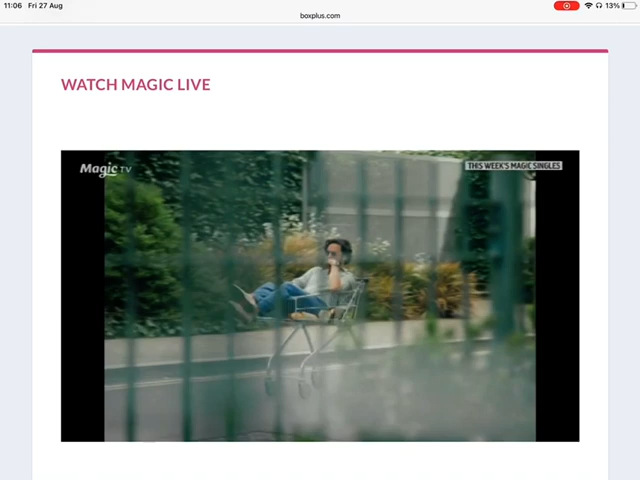 11:06 Fri 27 Aug
13%
boxplus.com
WATCH MAGIC LIVE
Magic TV
THIS WEEK'S MAGIC SINGLES